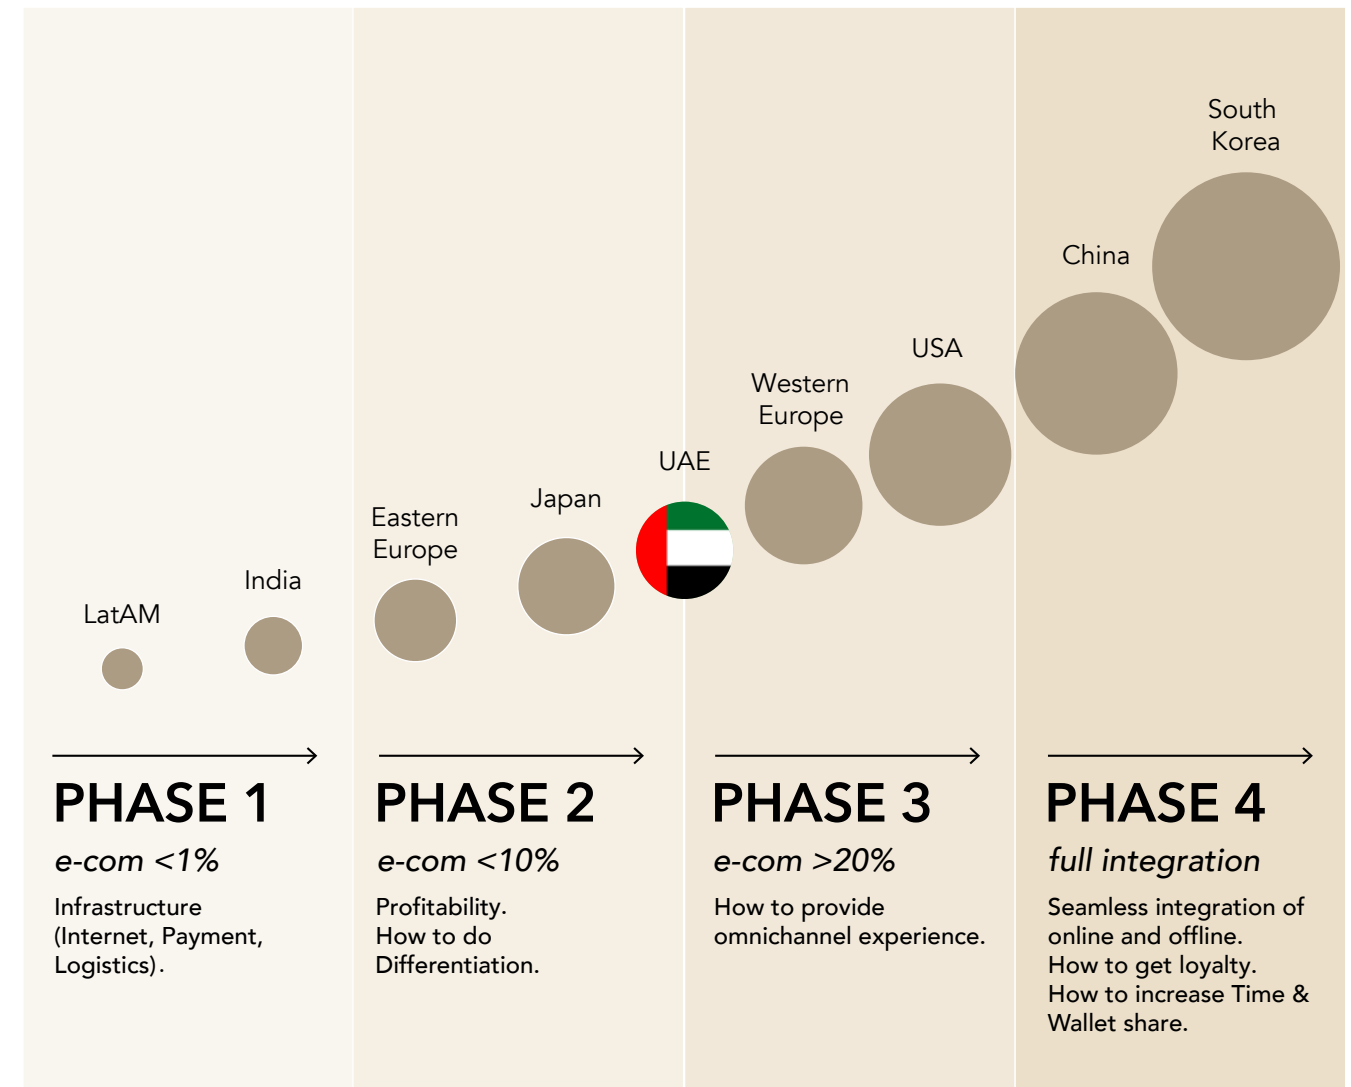 South
Korea
China
USA
Western
Europe
UAE
Japan
Eastern
Europe
India
LatAM
PHASE 1
e-com <1%
Infrastructure
(Internet, Payment,
Logistics).
PHASE 2
e-com <10%
Profitability.
How to do
Differentiation.
PHASE 3
e-com >20%
How to provide
omnichannel experience.
PHASE 4
full integration
Seamless integration of
online and offline.
How to get loyalty.
How to increase Time &
Wallet share.